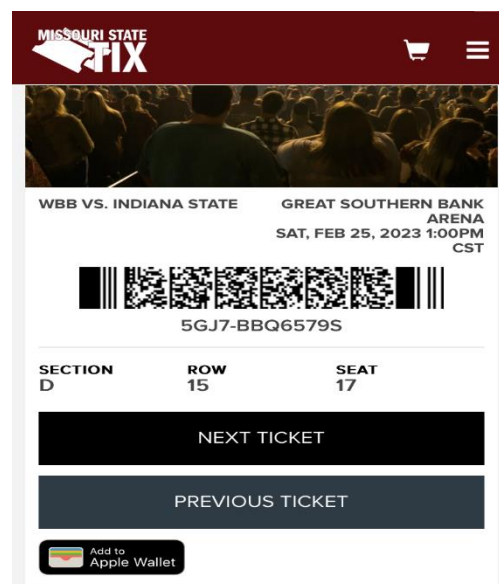 MISSOURI STATE
TIX
WBB VS. INDIANA STATE
GREAT SOUTHERN BANK
ARENA
SAT, FEB 25, 2023 1:00PM
CST
5GJ7-BBQ6579S
SECTION
D
ROW
15
SEAT
17
NEXT TICKET
PREVIOUS TICKET
Add to
Apple Wallet